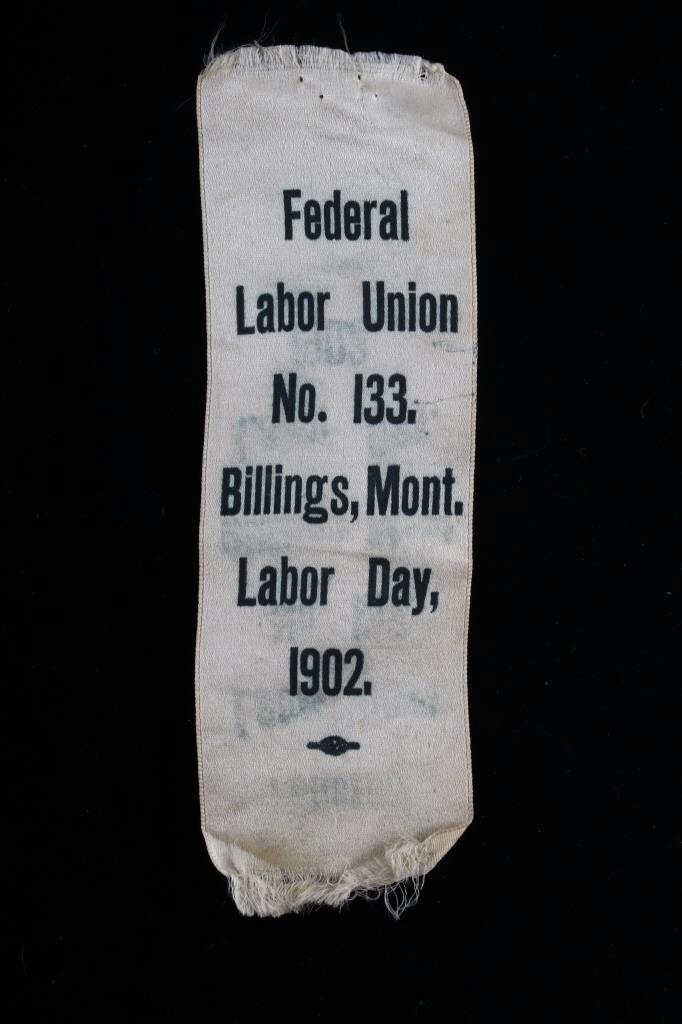 Federal
Labor Union
No. 133.
Billings, Mont.
Labor Day,
1902.